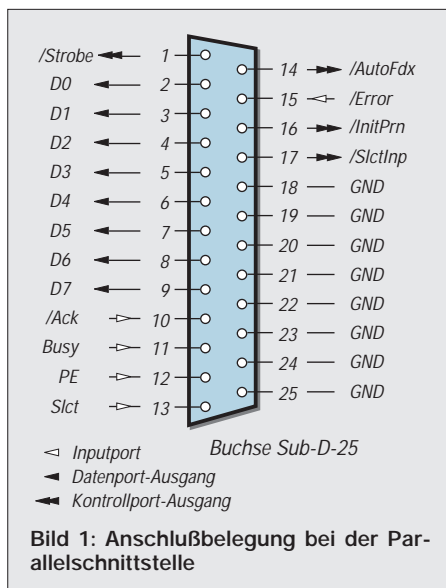 /Strobe 1
D0 2
D1 3
D2 4
D3 5
D4 6
D5 7
D6 8
D7 9
/Ack 10
Busy 11
PE 12
Slct 13
14 /AutoFdx
15 /Error
16 /InitPrn
17 /SlctInp
18 GND
19 GND
20 GND
21 GND
22 GND
23 GND
24 GND
25 GND
Buchse Sub-D-25
Inputport
Datenport-Ausgang
Kontrollport-Ausgang
Bild 1: Anschlußbelegung bei der Par-
allelschnittstelle